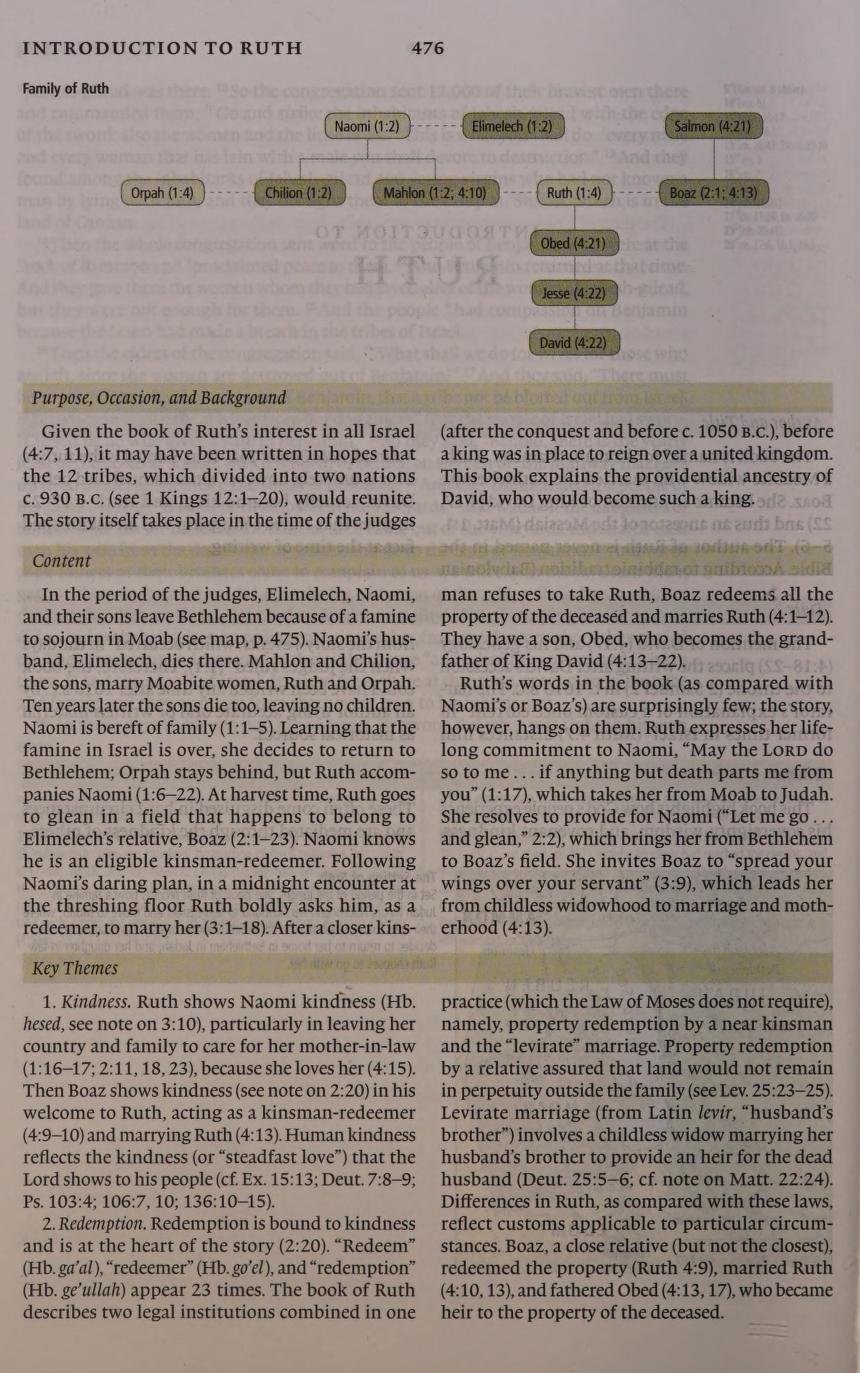 INTRODUCTION TO RUTH 476
Family of Ruth
Naomi (1:2) Elimelech (1:2) Salmon (4:21)
Orpah (1:4) Chilion (1:2) Mahlon (1:2; 4:10) Ruth (1:4) Boaz (2:1; 4:13)
Obed (4:21)
Jesse (4:22)
David (4:22)
Purpose, Occasion, and Background
Given the book of Ruth's interest in all Israel
(4:7, 11), it may have been written in hopes that
the 12 tribes, which divided into two nations
c. 930 B.C. (see 1 Kings 12:1–20), would reunite.
The story itself takes place in the time of the judges
(after the conquest and before c. 1050 B.C.), before
a king was in place to reign over a united kingdom.
This book explains the providential ancestry of
David, who would become such a king.
Content
In the period of the judges, Elimelech, Naomi,
and their sons leave Bethlehem because of a famine
to sojourn in Moab (see map, p. 475). Naomi's hus-
band, Elimelech, dies there. Mahlon and Chilion,
the sons, marry Moabite women, Ruth and Orpah.
Ten years later the sons die too, leaving no children.
Naomi is bereft of family (1:1–5). Learning that the
famine in Israel is over, she decides to return to
Bethlehem; Orpah stays behind, but Ruth accom-
panies Naomi (1:6–22). At harvest time, Ruth goes
to glean in a field that happens to belong to
Elimelech's relative, Boaz (2:1–23). Naomi knows
he is an eligible kinsman-redeemer. Following
Naomi's daring plan, in a midnight encounter at
the threshing floor Ruth boldly asks him, as a
redeemer, to marry her (3:1–18). After a closer kins-
man refuses to take Ruth, Boaz redeems all the
property of the deceased and marries Ruth (4:1–12).
They have a son, Obed, who becomes the grand-
father of King David (4:13–22).
Ruth's words in the book (as compared with
Naomi's or Boaz's) are surprisingly few; the story,
however, hangs on them. Ruth expresses her life-
long commitment to Naomi, "May the LORD do
so to me . . . if anything but death parts me from
you" (1:17), which takes her from Moab to Judah.
She resolves to provide for Naomi ("Let me go . . .
and glean," 2:2), which brings her from Bethlehem
to Boaz's field. She invites Boaz to "spread your
wings over your servant" (3:9), which leads her
from childless widowhood to marriage and moth-
erhood (4:13).
Key Themes
1. Kindness. Ruth shows Naomi kindness (Hb.
hesed, see note on 3:10), particularly in leaving her
country and family to care for her mother-in-law
(1:16–17; 2:11, 18, 23), because she loves her (4:15).
Then Boaz shows kindness (see note on 2:20) in his
welcome to Ruth, acting as a kinsman-redeemer
(4:9–10) and marrying Ruth (4:13). Human kindness
reflects the kindness (or "steadfast love") that the
Lord shows to his people (cf. Ex. 15:13; Deut. 7:8–9;
Ps. 103:4; 106:7, 10; 136:10–15).
2. Redemption. Redemption is bound to kindness
and is at the heart of the story (2:20). "Redeem"
(Hb. ga'al), "redeemer" (Hb. go'el), and "redemption"
(Hb. ge'ullah) appear 23 times. The book of Ruth
describes two legal institutions combined in one
practice (which the Law of Moses does not require),
namely, property redemption by a near kinsman
and the "levirate" marriage. Property redemption
by a relative assured that land would not remain
in perpetuity outside the family (see Lev. 25:23–25).
Levirate marriage (from Latin levir, "husband's
brother") involves a childless widow marrying her
husband's brother to provide an heir for the dead
husband (Deut. 25:5–6; cf. note on Matt. 22:24).
Differences in Ruth, as compared with these laws,
reflect customs applicable to particular circum-
stances. Boaz, a close relative (but not the closest),
redeemed the property (Ruth 4:9), married Ruth
(4:10, 13), and fathered Obed (4:13, 17), who became
heir to the property of the deceased.